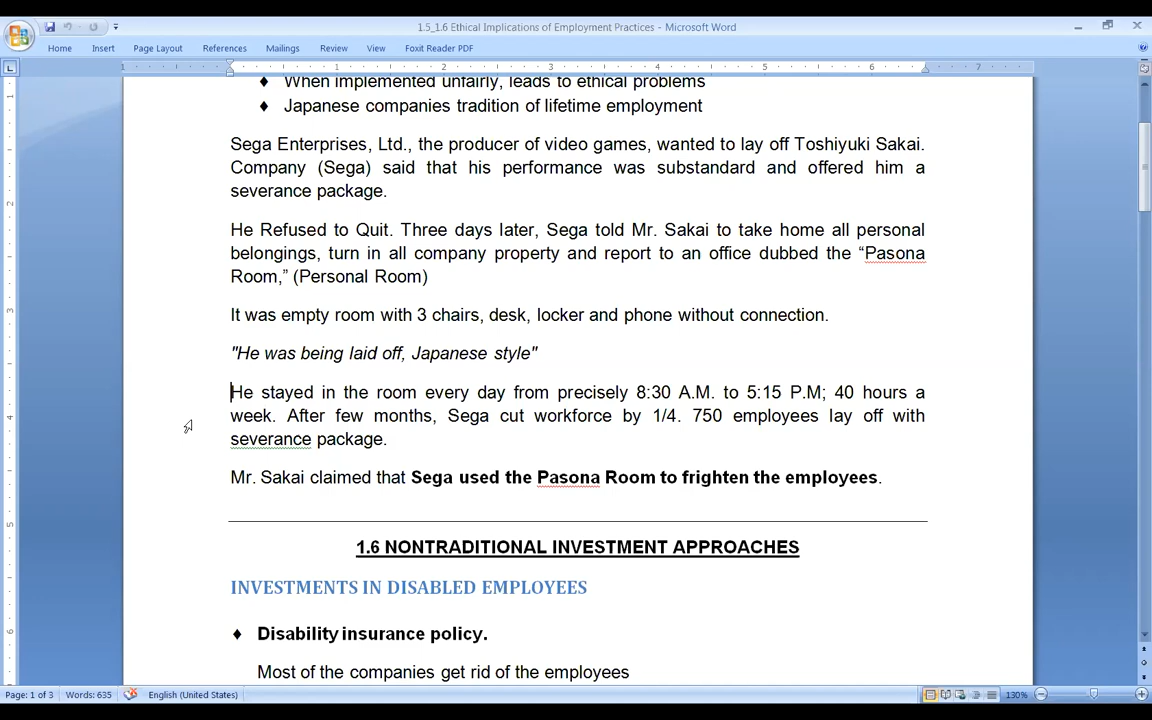 1.5_1.6 Ethical Implications of Employment Practices - Microsoft Word
Home Insert Page Layout References Mailings Review View Foxit Reader PDF
1 1 2 3 4 5 6 7
♦ When implemented unfairly, leads to ethical problems
♦ Japanese companies tradition of lifetime employment
Sega Enterprises, Ltd., the producer of video games, wanted to lay off Toshiyuki Sakai.
Company (Sega) said that his performance was substandard and offered him a
severance package.
He Refused to Quit. Three days later, Sega told Mr. Sakai to take home all personal
belongings, turn in all company property and report to an office dubbed the “Pasona
Room,” (Personal Room)
It was empty room with 3 chairs, desk, locker and phone without connection.
"He was being laid off, Japanese style"
He stayed in the room every day from precisely 8:30 A.M. to 5:15 P.M; 40 hours a
week. After few months, Sega cut workforce by 1/4. 750 employees lay off with
severance package.
Mr. Sakai claimed that Sega used the Pasona Room to frighten the employees.
1.6 NONTRADITIONAL INVESTMENT APPROACHES
INVESTMENTS IN DISABLED EMPLOYEES
♦ Disability insurance policy.
Most of the companies get rid of the employees
Page: 1 of 3 Words: 635 English (United States) 130%